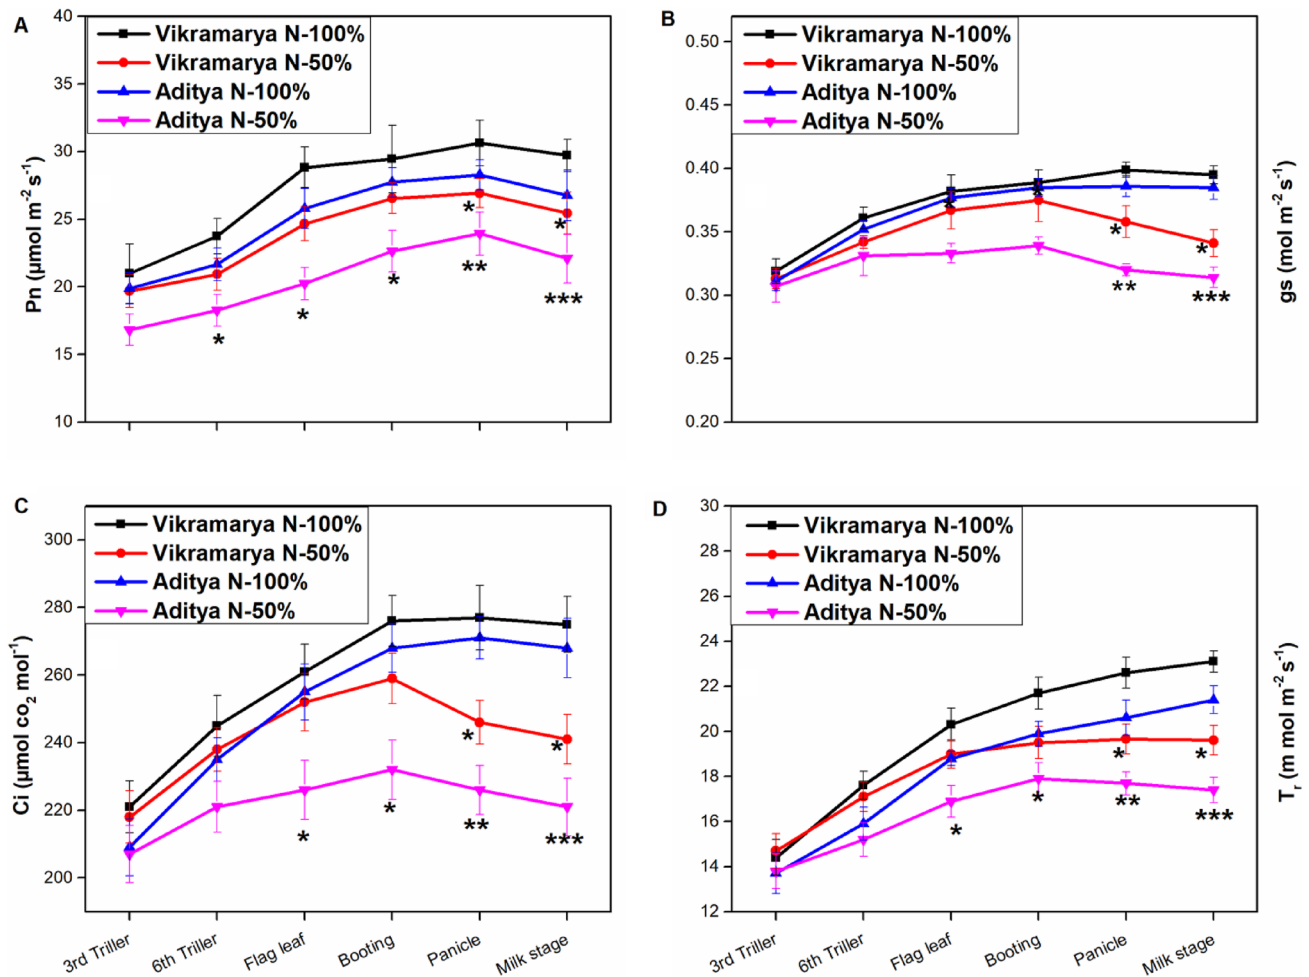 A
Vikramarya N-100%
Vikramarya N-50%
Aditya N-100%
Aditya N-50%
40
35
30
25
20
15
10
Pn (μmol m⁻² s⁻¹)
*
*
*
*
**
*
***
B
Vikramarya N-100%
Vikramarya N-50%
Aditya N-100%
Aditya N-50%
0.50
0.45
0.40
0.35
0.30
0.25
0.20
gs (mol m⁻² s⁻¹)
*
*
*
**
*
***
C
Vikramarya N-100%
Vikramarya N-50%
Aditya N-100%
Aditya N-50%
300
280
260
240
220
200
Ci (μmol co₂ mol⁻¹)
*
*
*
**
*
***
3rd Triller
6th Triller
Flag leaf
Booting
Panicle
Milk stage
D
Vikramarya N-100%
Vikramarya N-50%
Aditya N-100%
Aditya N-50%
30
28
26
24
22
20
18
16
14
12
Tᵣ (m mol m⁻² s⁻¹)
*
*
*
**
*
***
3rd Triller
6th Triller
Flag leaf
Booting
Panicle
Milk stage